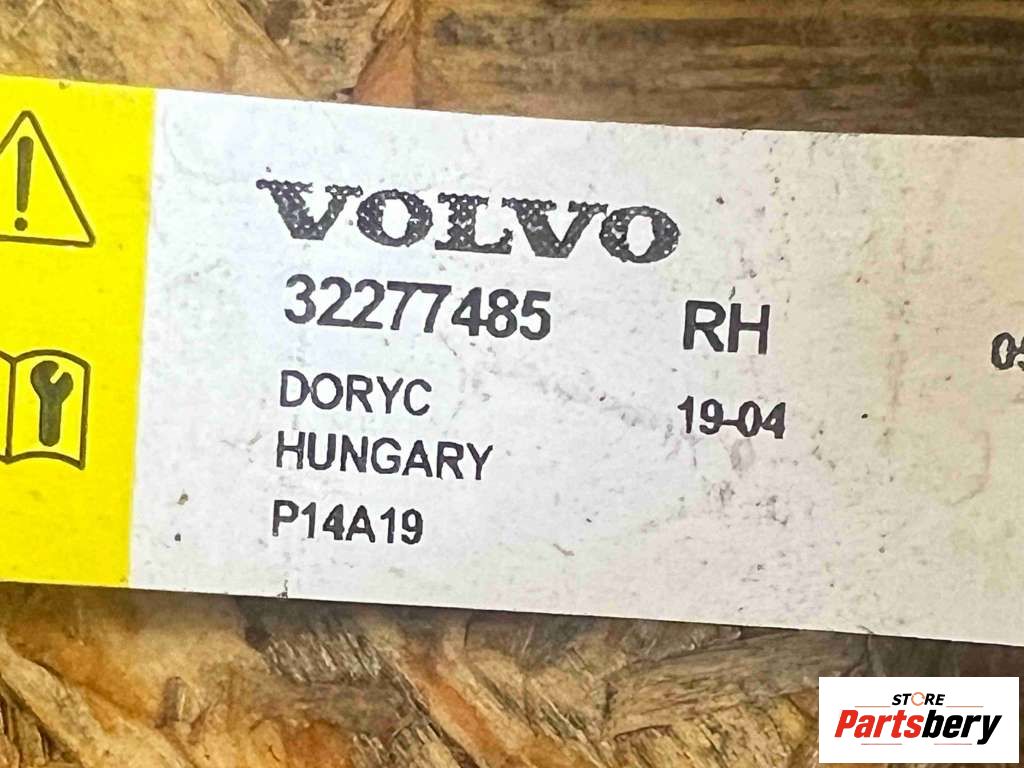 VOLVO
32277485 RH
DORYC 19-04
HUNGARY
P14A19
STORE
Partsbery